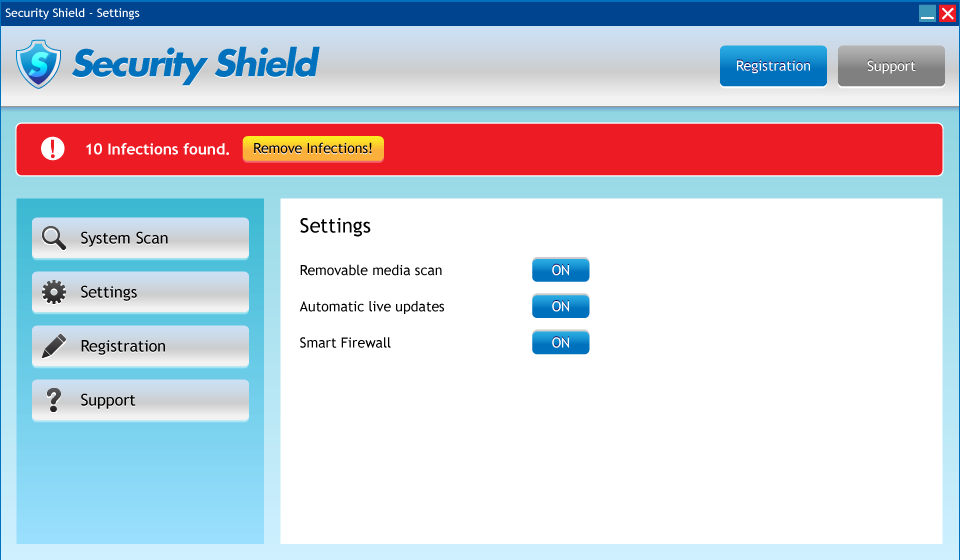 Security Shield - Settings
Security Shield
Registration
Support
10 Infections found.
Remove Infections!
System Scan
Settings
Registration
Support
Settings
Removable media scan ON
Automatic live updates ON
Smart Firewall ON